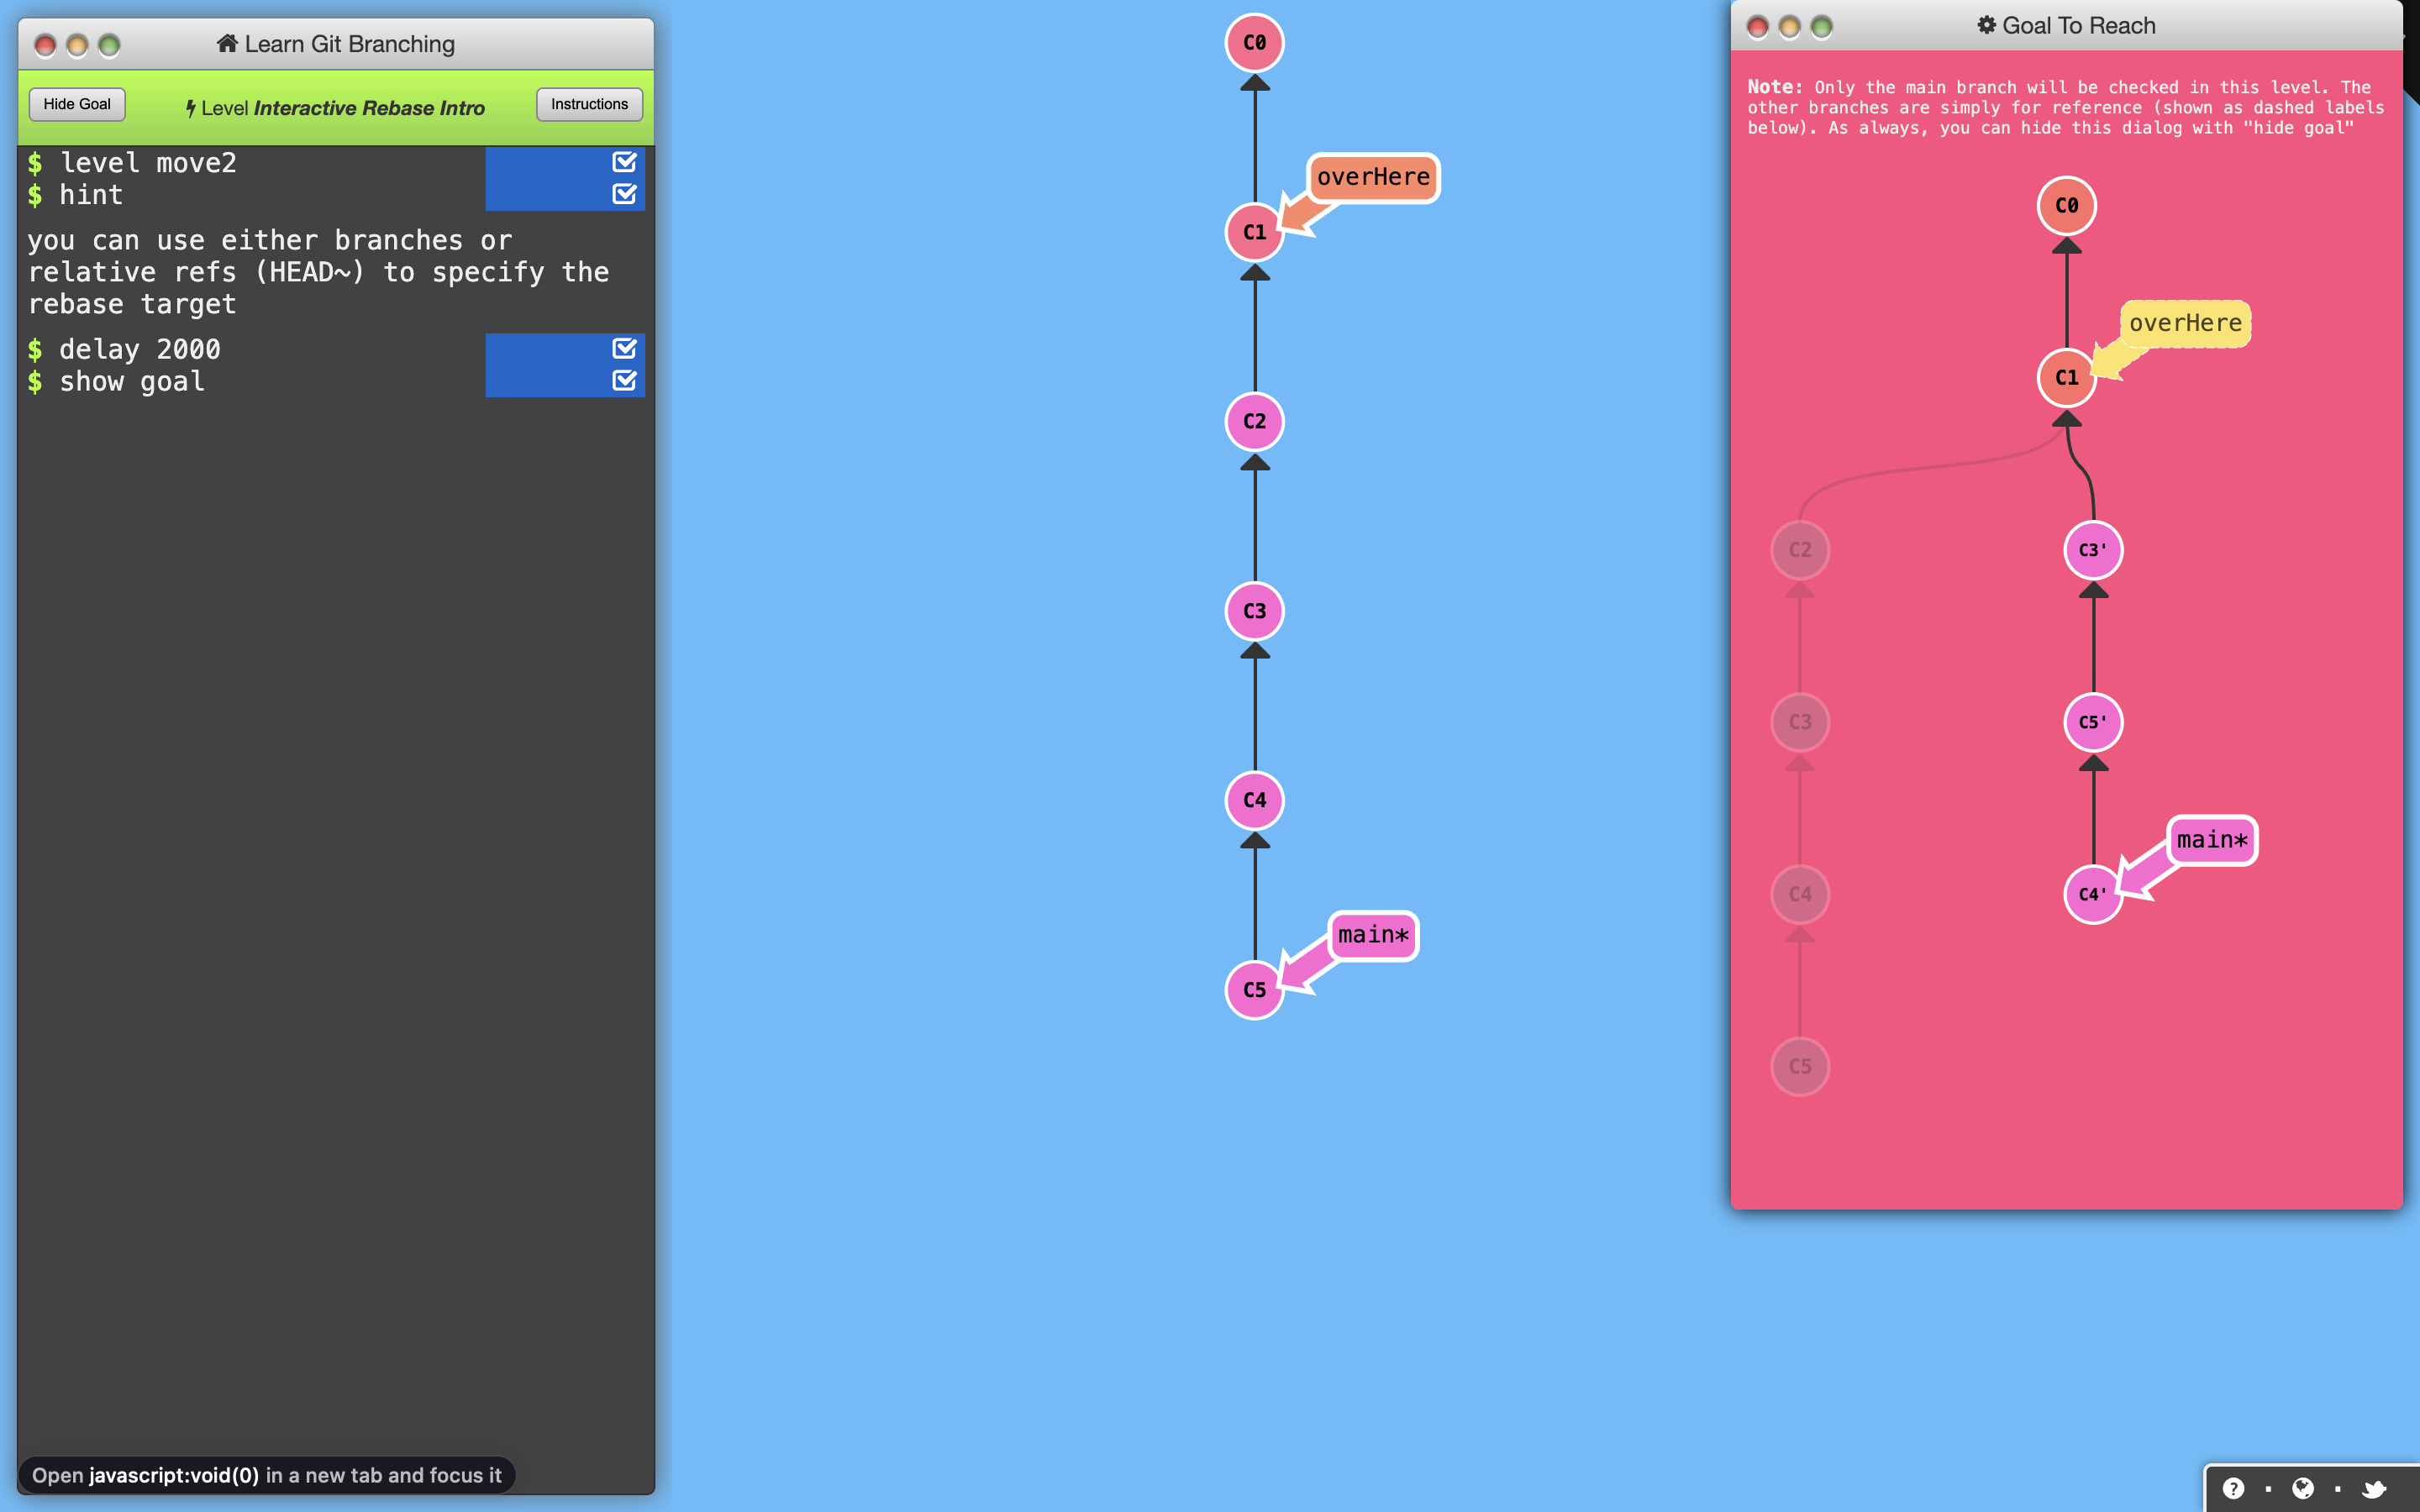 Learn Git Branching
Hide Goal
Level Interactive Rebase Intro
Instructions
$ level move2
$ hint
you can use either branches or
relative refs (HEAD~) to specify the
rebase target
$ delay 2000
$ show goal
Open javascript:void(0) in a new tab and focus it
C0
overHere
C1
C2
C3
C4
main*
C5
Goal To Reach
Note: Only the main branch will be checked in this level. The
other branches are simply for reference (shown as dashed labels
below). As always, you can hide this dialog with "hide goal"
C0
overHere
C1
C2
C3'
C3
C5'
main*
C4
C4'
C5